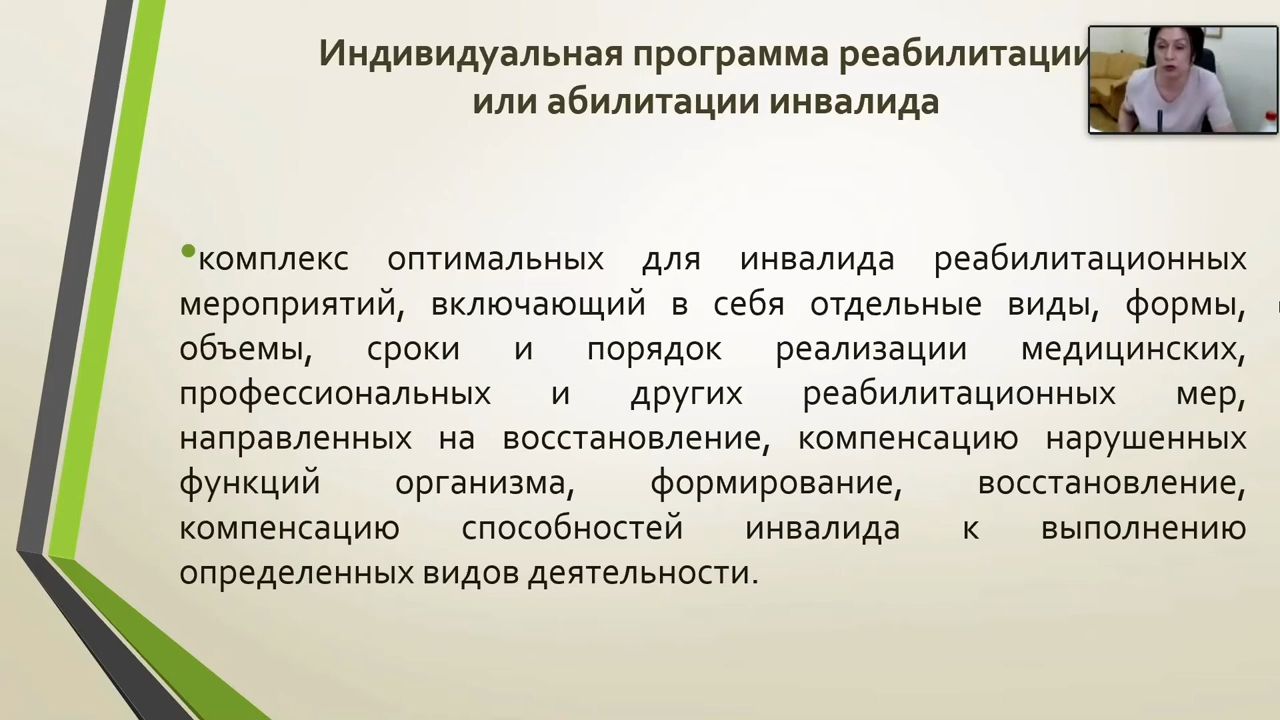 Индивидуальная программа реабилитации
или абилитации инвалида
•комплекс оптимальных для инвалида реабилитационных
мероприятий, включающий в себя отдельные виды, формы,
объемы, сроки и порядок реализации медицинских,
профессиональных и других реабилитационных мер,
направленных на восстановление, компенсацию нарушенных
функций организма, формирование, восстановление,
компенсацию способностей инвалида к выполнению
определенных видов деятельности.